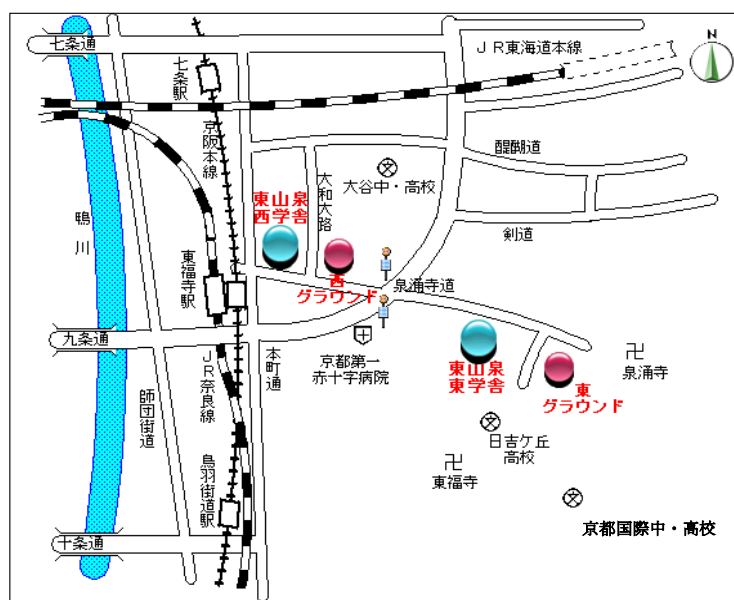 七条通
JR東海道本線
N
七条駅
京阪本線
醍醐道
大谷中・高校
大和大路
東山泉
西学舎
鴨川
剣道
東福寺駅
西
グラウンド
泉涌寺道
九条通
本町通
京都第一
赤十字病院
東山泉
東学舎
東
グラウンド
泉涌寺
JR奈良線
師団街道
日吉ケ丘
高校
東福寺
鳥羽街道駅
京都国際中・高校
十条通
文
文
文
卍
卍